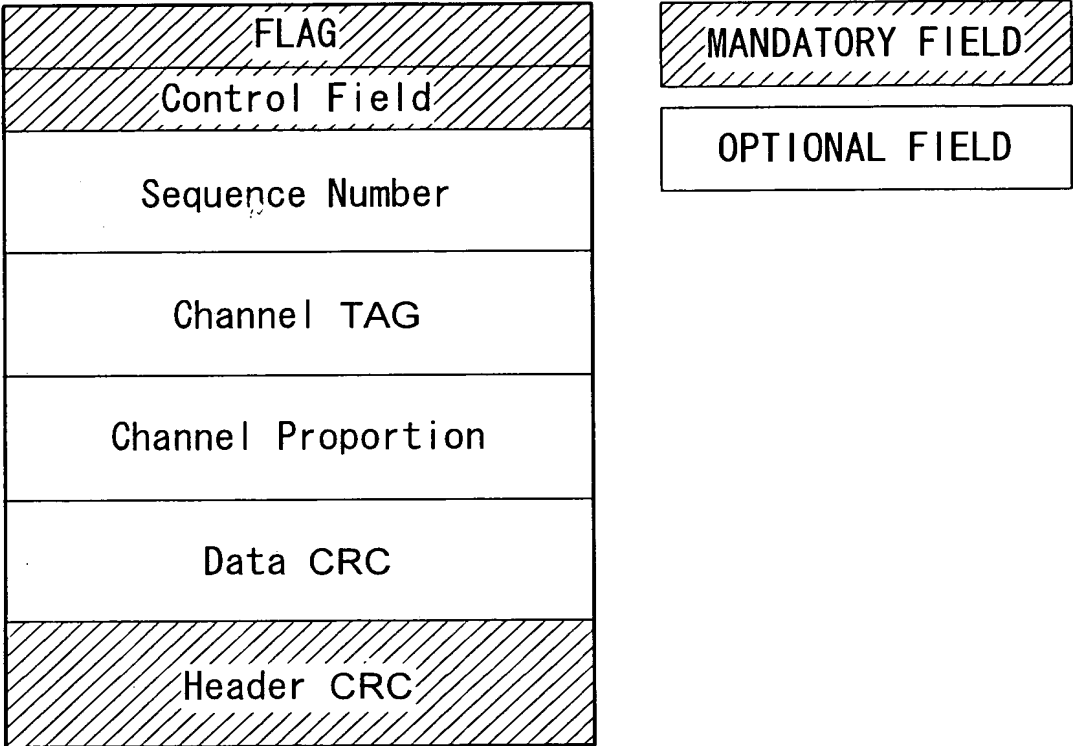 FLAG
Control Field
Sequence Number
Channel TAG
Channel Proportion
Data CRC
Header CRC
MANDATORY FIELD
OPTIONAL FIELD